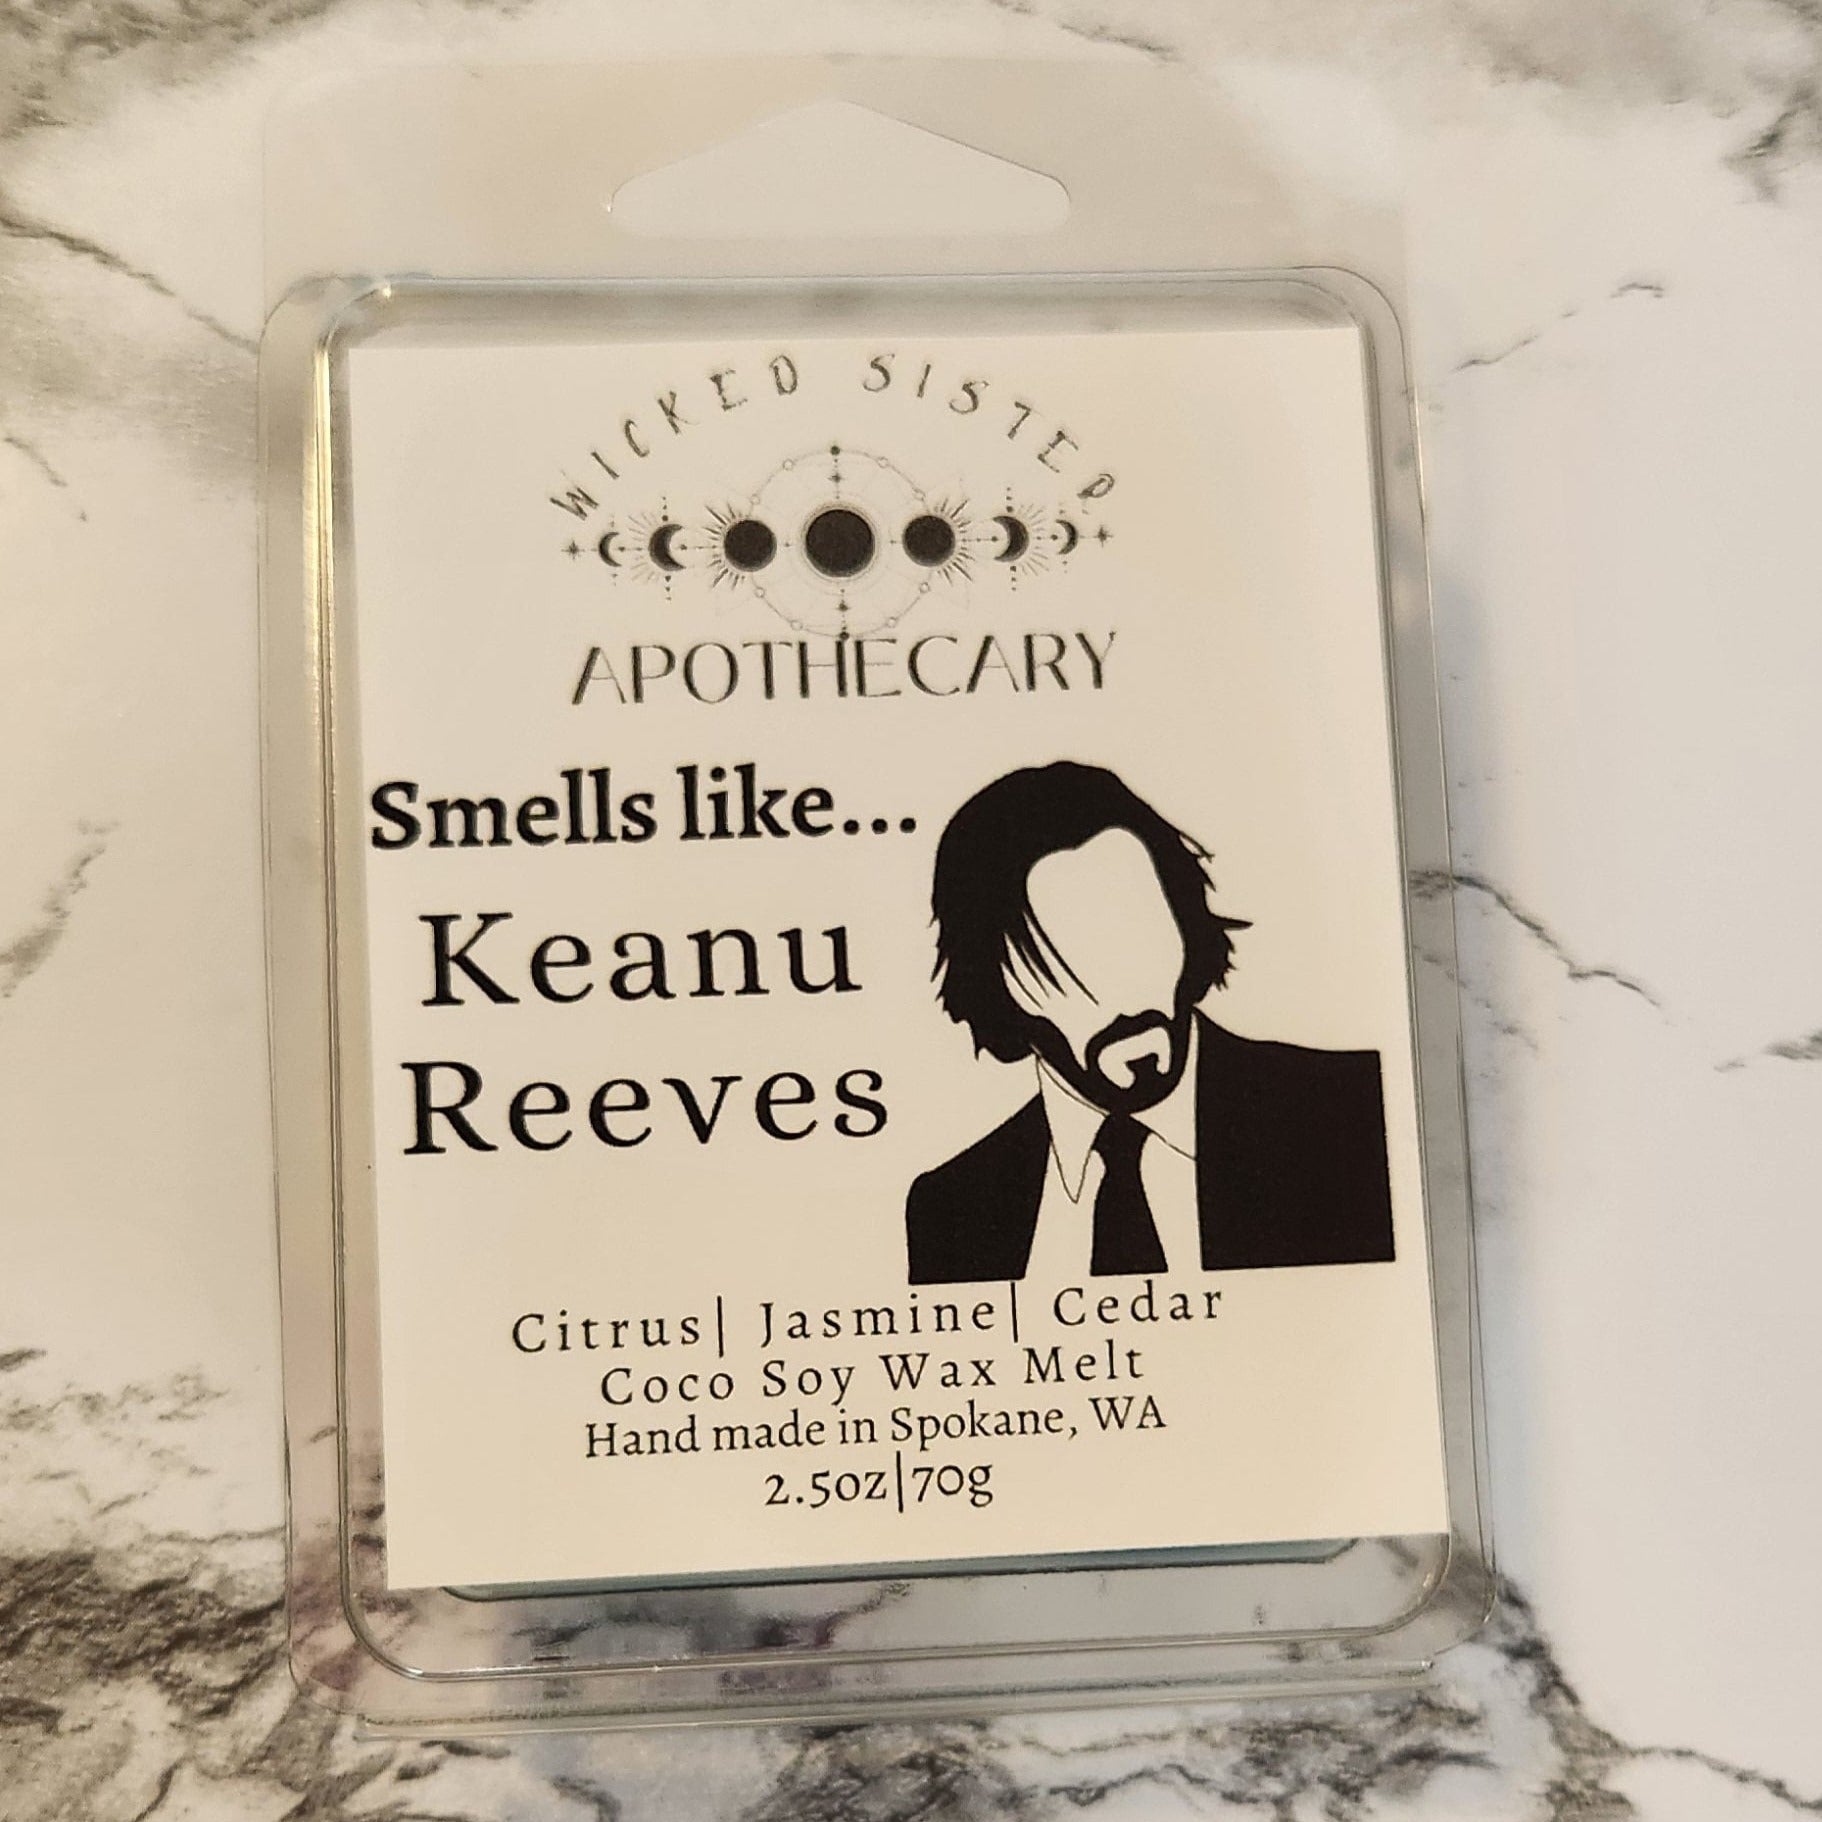 WICKED SISTER
APOTHECARY
Smells like...
Keanu
Reeves
Citrus| Jasmine| Cedar
Coco Soy Wax Melt
Hand made in Spokane, WA
2.5oz|70g